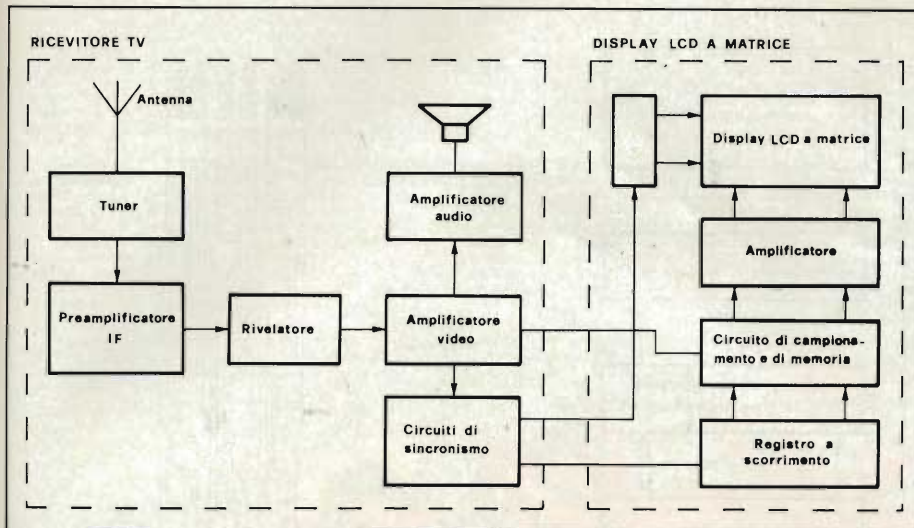 RICEVITORE TV
Antenna
Tuner
Preamplificatore
IF
Rivelatore
Amplificatore
audio
Amplificatore
video
Circuiti di
sincronismo
DISPLAY LCD A MATRICE
Display LCD a matrice
Amplificatore
Circuito di campiona-
mento e di memoria
Registro a
scorrimento